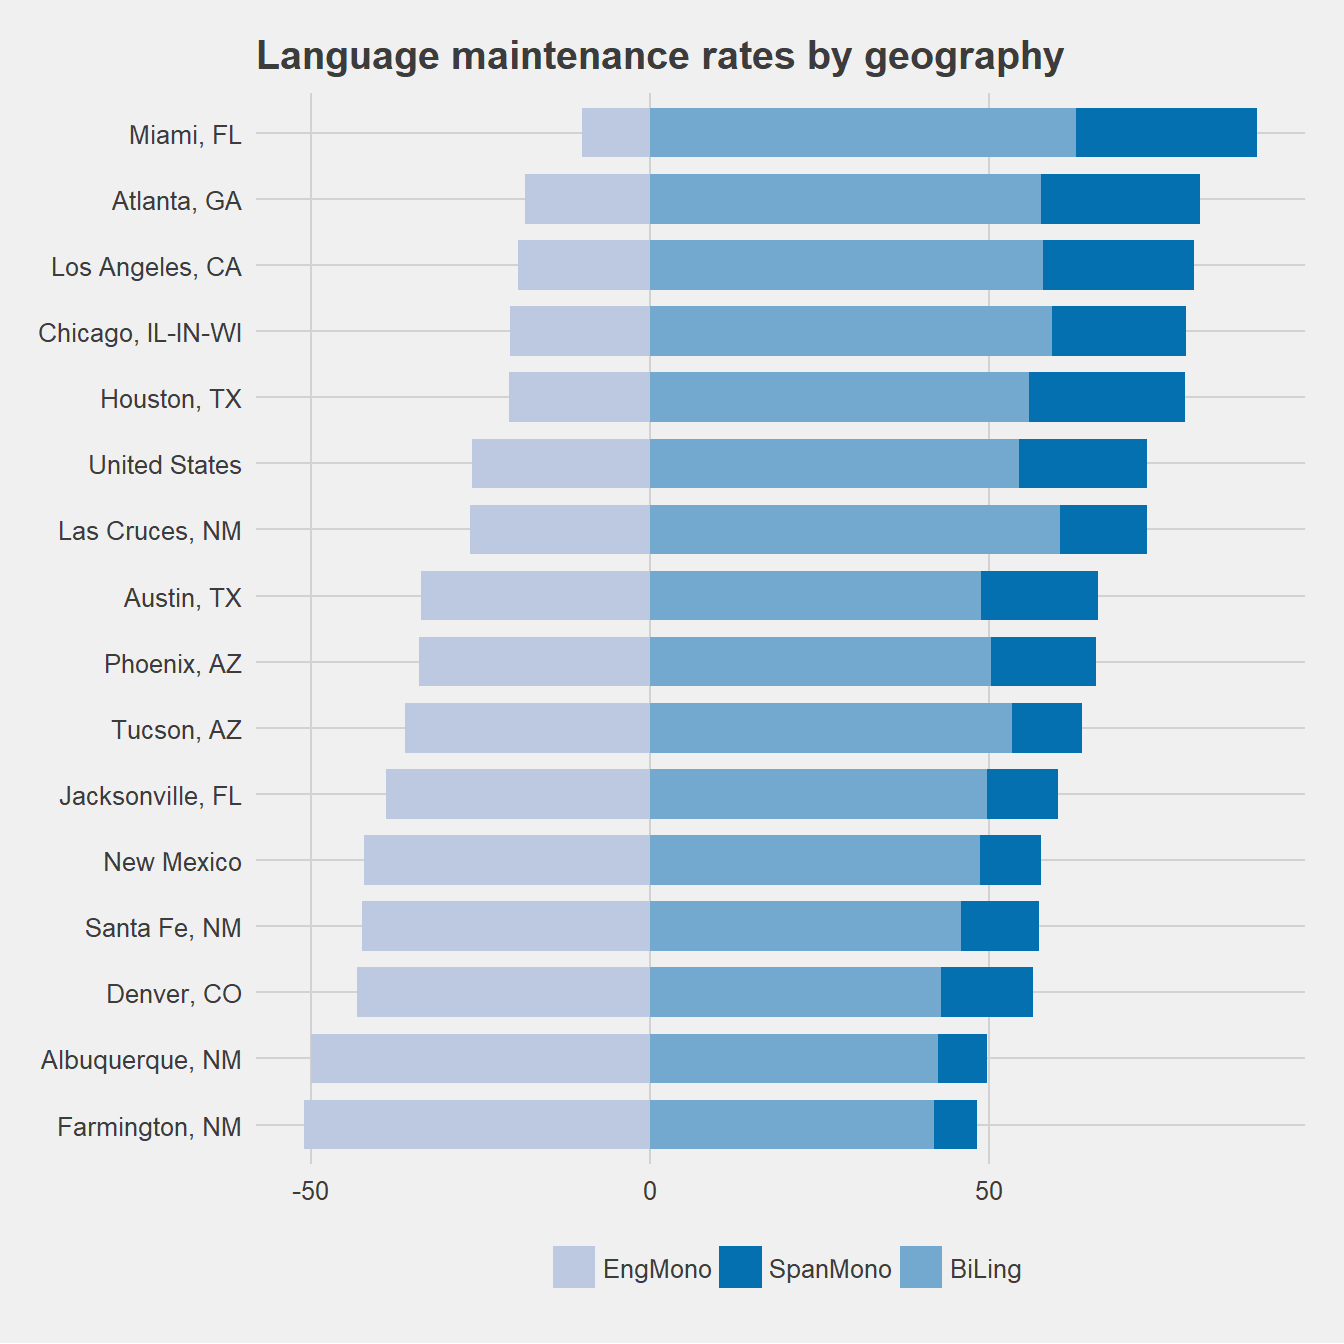 Language maintenance rates by geography
Miami, FL
Atlanta, GA
Los Angeles, CA
Chicago, IL-IN-WI
Houston, TX
United States
Las Cruces, NM
Austin, TX
Phoenix, AZ
Tucson, AZ
Jacksonville, FL
New Mexico
Santa Fe, NM
Denver, CO
Albuquerque, NM
Farmington, NM
-50 0 50
EngMono SpanMono BiLing